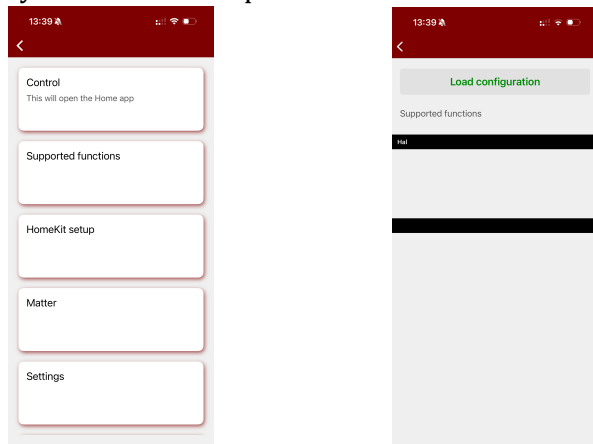 13:39
Control
This will open the Home app
Supported functions
HomeKit setup
Matter
Settings
13:39
Load configuration
Supported functions
Hal